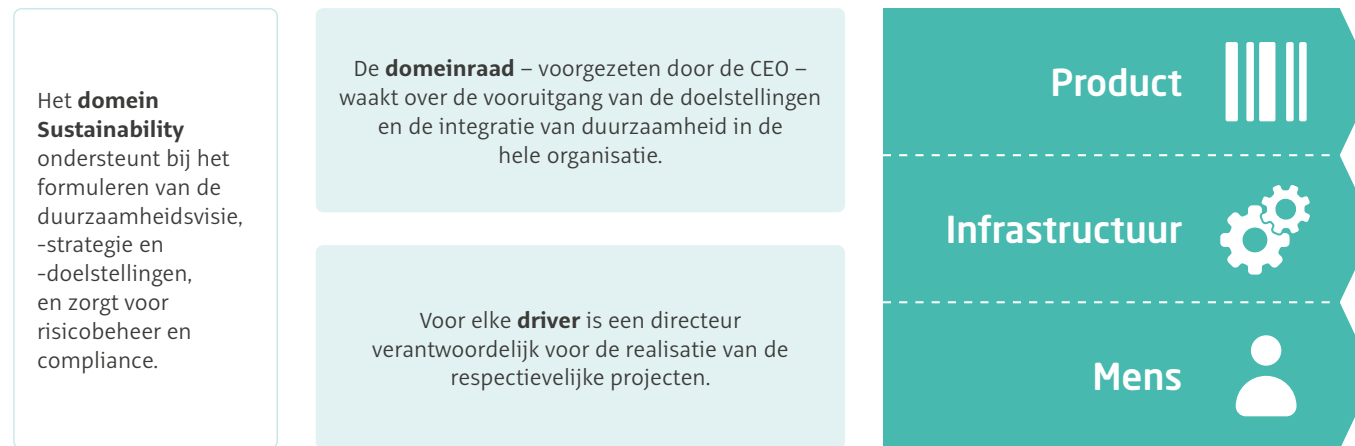 Het domein
Sustainability
ondersteunt bij het
formuleren van de
duurzaamheidsvisie,
-strategie en
-doelstellingen,
en zorgt voor
risicobeheer en
compliance.
De domeinraad – voorgezeten door de CEO –
waakt over de vooruitgang van de doelstellingen
en de integratie van duurzaamheid in de
hele organisatie.
Voor elke driver is een directeur
verantwoordelijk voor de realisatie van de
respectievelijke projecten.
Product
Infrastructuur
Mens